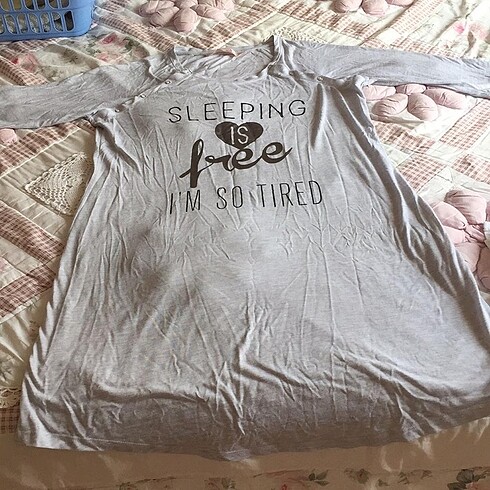 SLEEPING
IS
free
I'M SO TIRED